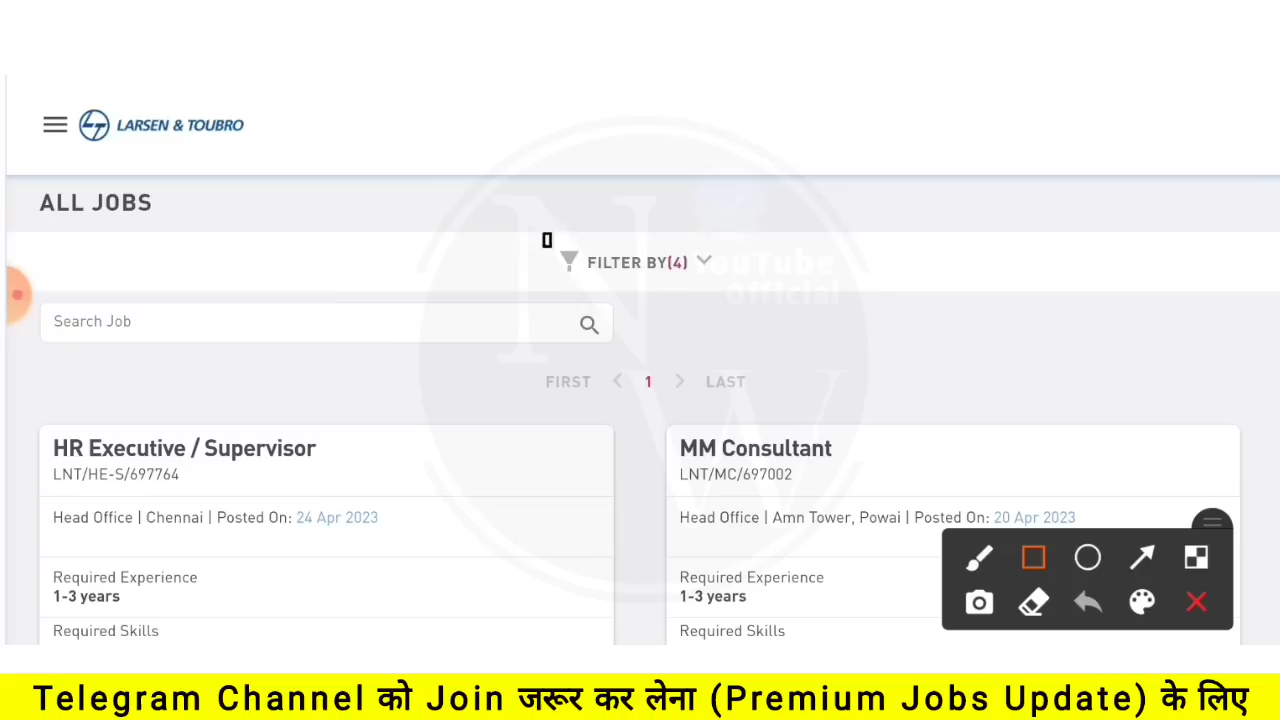 LARSEN & TOUBRO
ALL JOBS
FILTER BY(4)
YouTube
official
Search Job
FIRST < 1 > LAST
HR Executive / Supervisor
LNT/HE-S/697764
Head Office | Chennai | Posted On: 24 Apr 2023
Required Experience
1-3 years
Required Skills
MM Consultant
LNT/MC/697002
Head Office | Amn Tower, Powai | Posted On: 20 Apr 2023
Required Experience
1-3 years
Required Skills
N
W
Telegram Channel को Join जरूर कर लेना (Premium Jobs Update) के लिए